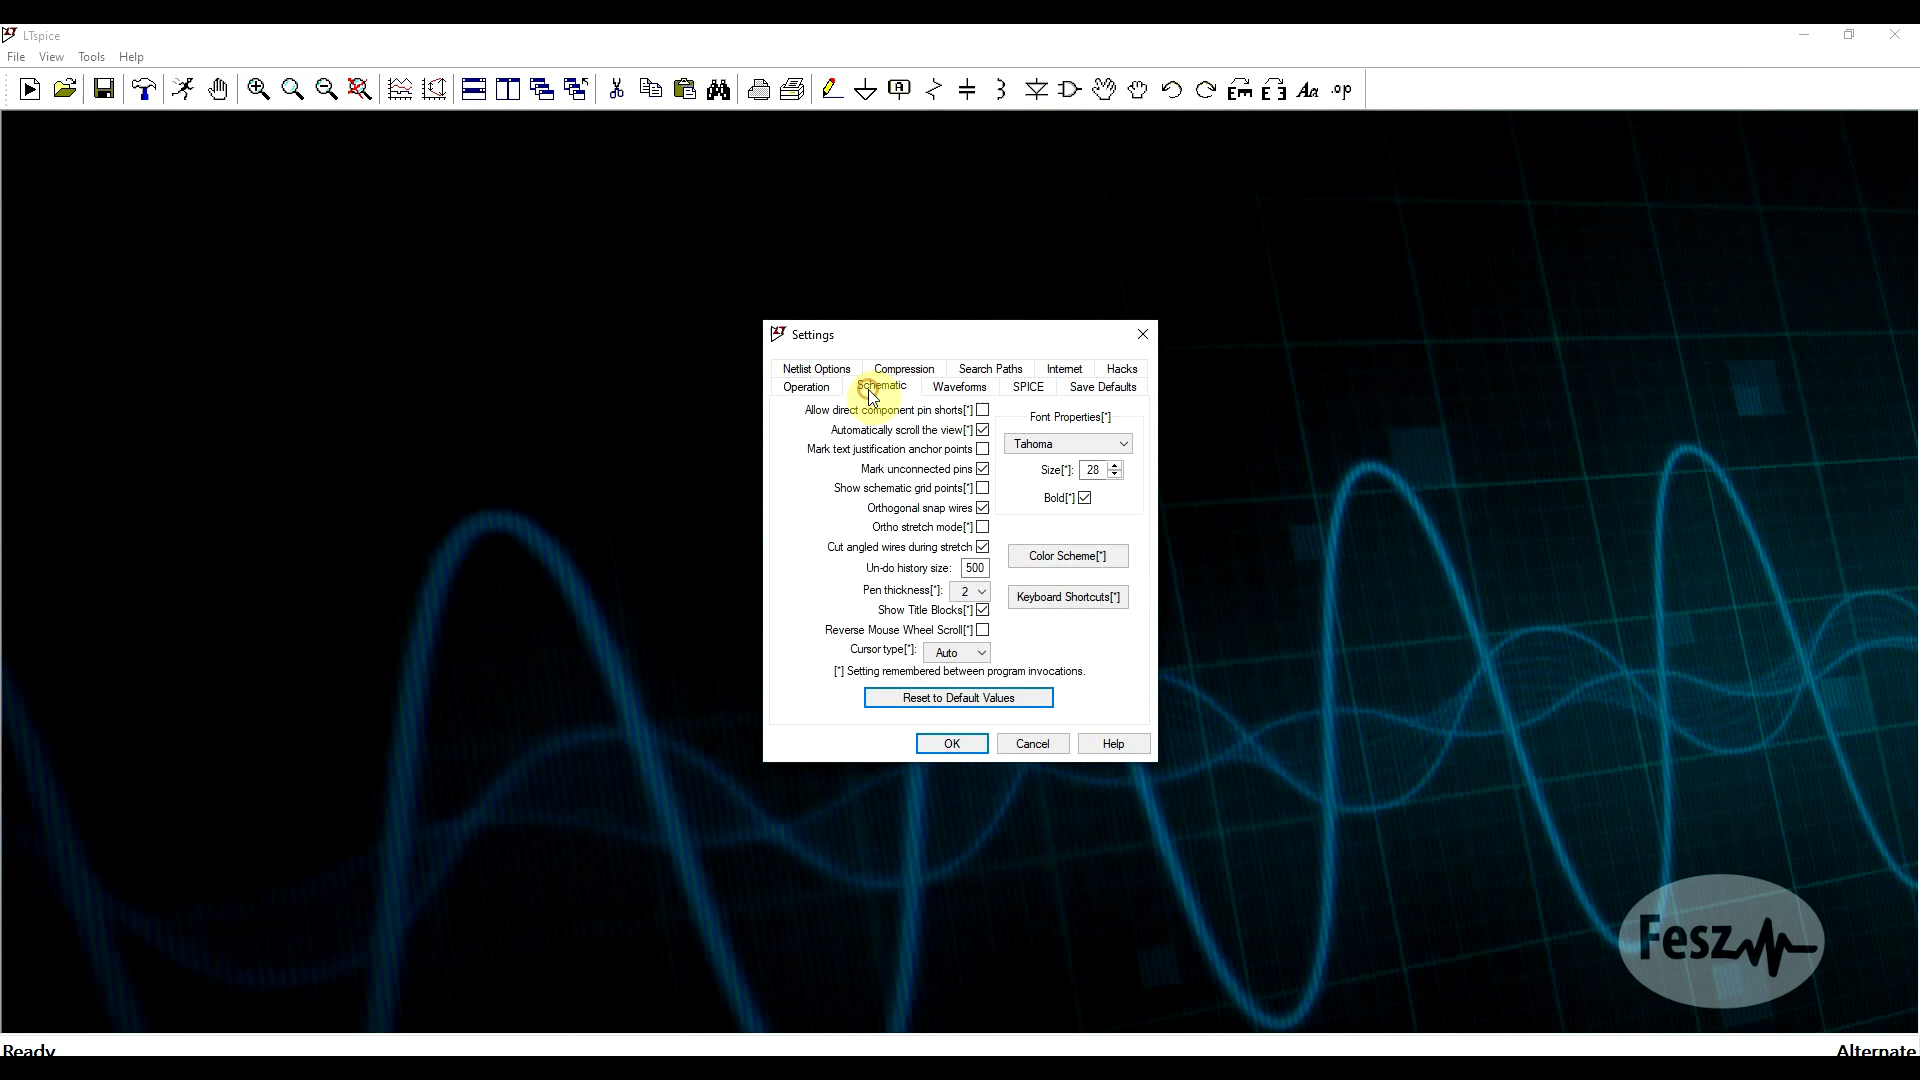 LTspice
File View Tools Help
A
Aa .op
Settings
Netlist Options Compression Search Paths Internet Hacks
Operation Schematic Waveforms SPICE Save Defaults
Allow direct component pin shorts[*]
Automatically scroll the view[*]
Mark text justification anchor points
Mark unconnected pins
Show schematic grid points[*]
Orthogonal snap wires
Ortho stretch mode[*]
Cut angled wires during stretch
Un-do history size: 500
Pen thickness[*]: 2
Show Title Blocks[*]
Reverse Mouse Wheel Scroll[*]
Cursor type[*]: Auto
Font Properties[*]
Tahoma
Size[*]: 28
Bold[*]
Color Scheme[*]
Keyboard Shortcuts[*]
[*] Setting remembered between program invocations.
Reset to Default Values
OK Cancel Help
Fesz
Ready Alternate